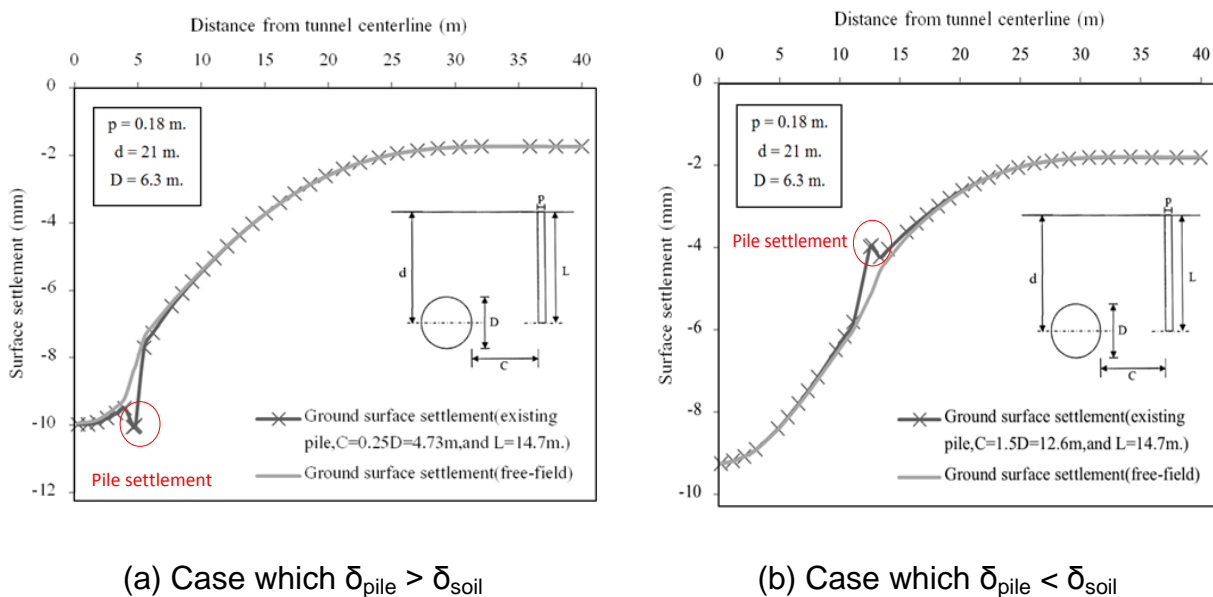 Distance from tunnel centerline (m)
0 5 10 15 20 25 30 35 40
0
-2
-4
-6
-8
-10
-12
Surface settlement (mm)
p = 0.18 m.
d = 21 m.
D = 6.3 m.
P
d
L
D
C
Pile settlement
Ground surface settlement(existing
pile,C=0.25D=4.73m,and L=14.7m.)
Ground surface settlement(free-field)
(a) Case which δpile > δsoil
Distance from tunnel centerline (m)
0 5 10 15 20 25 30 35 40
0
-2
-4
-6
-8
-10
Surface settlement (mm)
p = 0.18 m.
d = 21 m.
D = 6.3 m.
Pile settlement
P
d
L
D
C
Ground surface settlement(existing
pile,C=1.5D=12.6m,and L=14.7m.)
Ground surface settlement(free-field)
(b) Case which δpile < δsoil